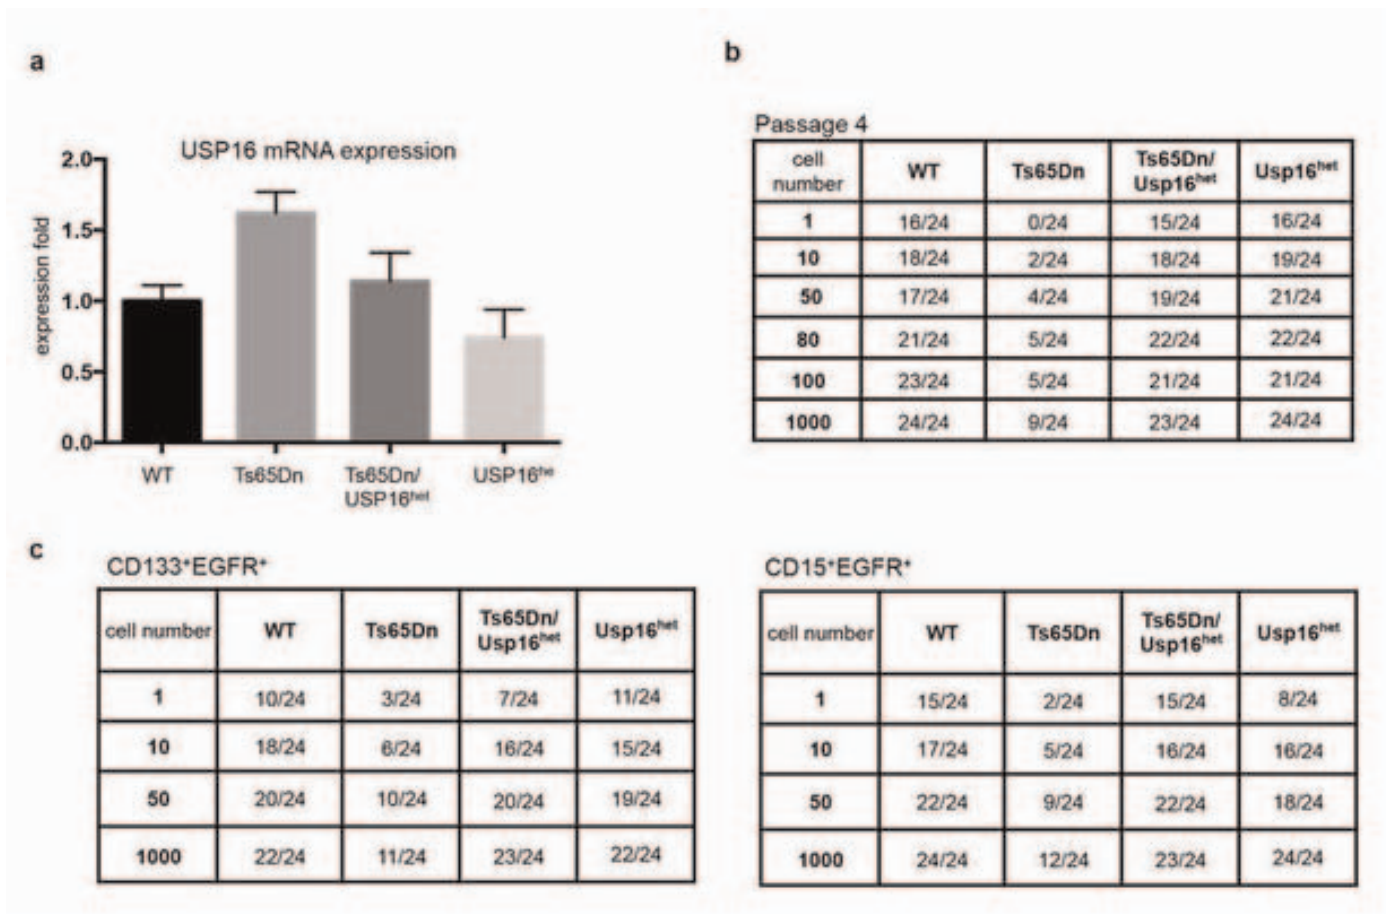 a
USP16 mRNA expression
expression fold
2.0
1.5
1.0
0.5
0.0
WT Ts65Dn Ts65Dn/ USP16ʰᵉ
USP16ʰᵉᵗ
b
Passage 4
cell number WT Ts65Dn Ts65Dn/ Usp16ʰᵉᵗ Usp16ʰᵉᵗ
1 16/24 0/24 15/24 16/24
10 18/24 2/24 18/24 19/24
50 17/24 4/24 19/24 21/24
80 21/24 5/24 22/24 22/24
100 23/24 5/24 21/24 21/24
1000 24/24 9/24 23/24 24/24
c
CD133⁺EGFR⁺
cell number WT Ts65Dn Ts65Dn/ Usp16ʰᵉᵗ Usp16ʰᵉᵗ
1 10/24 3/24 7/24 11/24
10 18/24 6/24 16/24 15/24
50 20/24 10/24 20/24 19/24
1000 22/24 11/24 23/24 22/24
CD15⁺EGFR⁺
cell number WT Ts65Dn Ts65Dn/ Usp16ʰᵉᵗ Usp16ʰᵉᵗ
1 15/24 2/24 15/24 8/24
10 17/24 5/24 16/24 16/24
50 22/24 9/24 22/24 18/24
1000 24/24 12/24 23/24 24/24